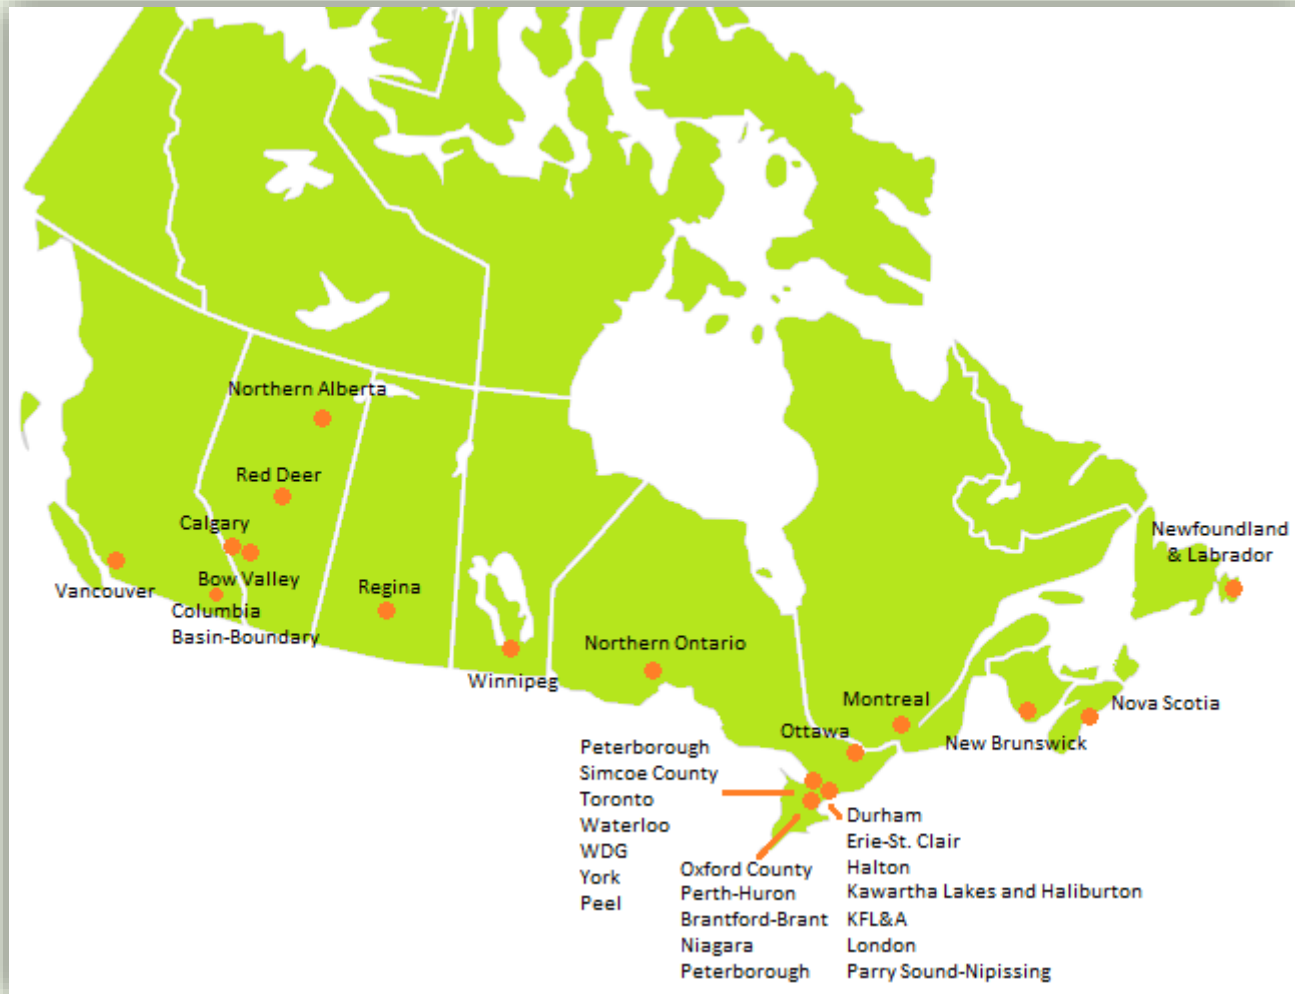 Northern Alberta
Red Deer
Calgary
Bow Valley
Vancouver
Columbia
Basin-Boundary
Regina
Winnipeg
Northern Ontario
Newfoundland
& Labrador
Montreal
Ottawa
Nova Scotia
New Brunswick
Peterborough
Simcoe County
Toronto
Waterloo
WDG
York
Peel
Oxford County
Perth-Huron
Brantford-Brant
Niagara
Peterborough
Durham
Erie-St. Clair
Halton
Kawartha Lakes and Haliburton
KFL&A
London
Parry Sound-Nipissing